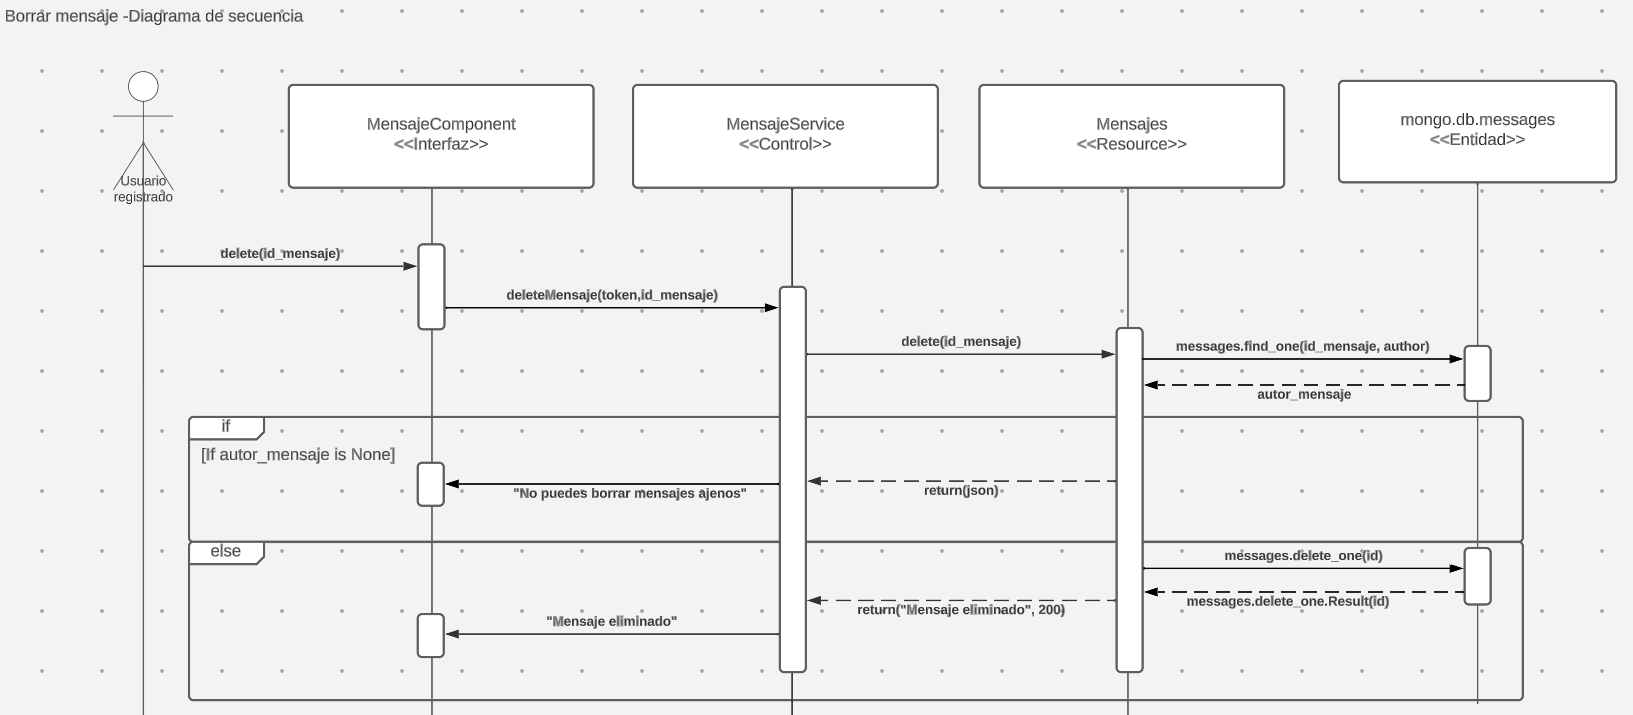 Borrar mensaje -Diagrama de secuencia
Usuario
registrado
MensajeComponent
<<Interfaz>>
MensajeService
<<Control>>
Mensajes
<<Resource>>
mongo.db.messages
<<Entidad>>
delete(id_mensaje)
deleteMensaje(token,id_mensaje)
delete(id_mensaje)
messages.find_one(id_mensaje, author)
autor_mensaje
if
[If autor_mensaje is None]
"No puedes borrar mensajes ajenos"
return(json)
else
messages.delete_one(id)
messages.delete_one.Result(id)
return("Mensaje eliminado", 200)
"Mensaje eliminado"